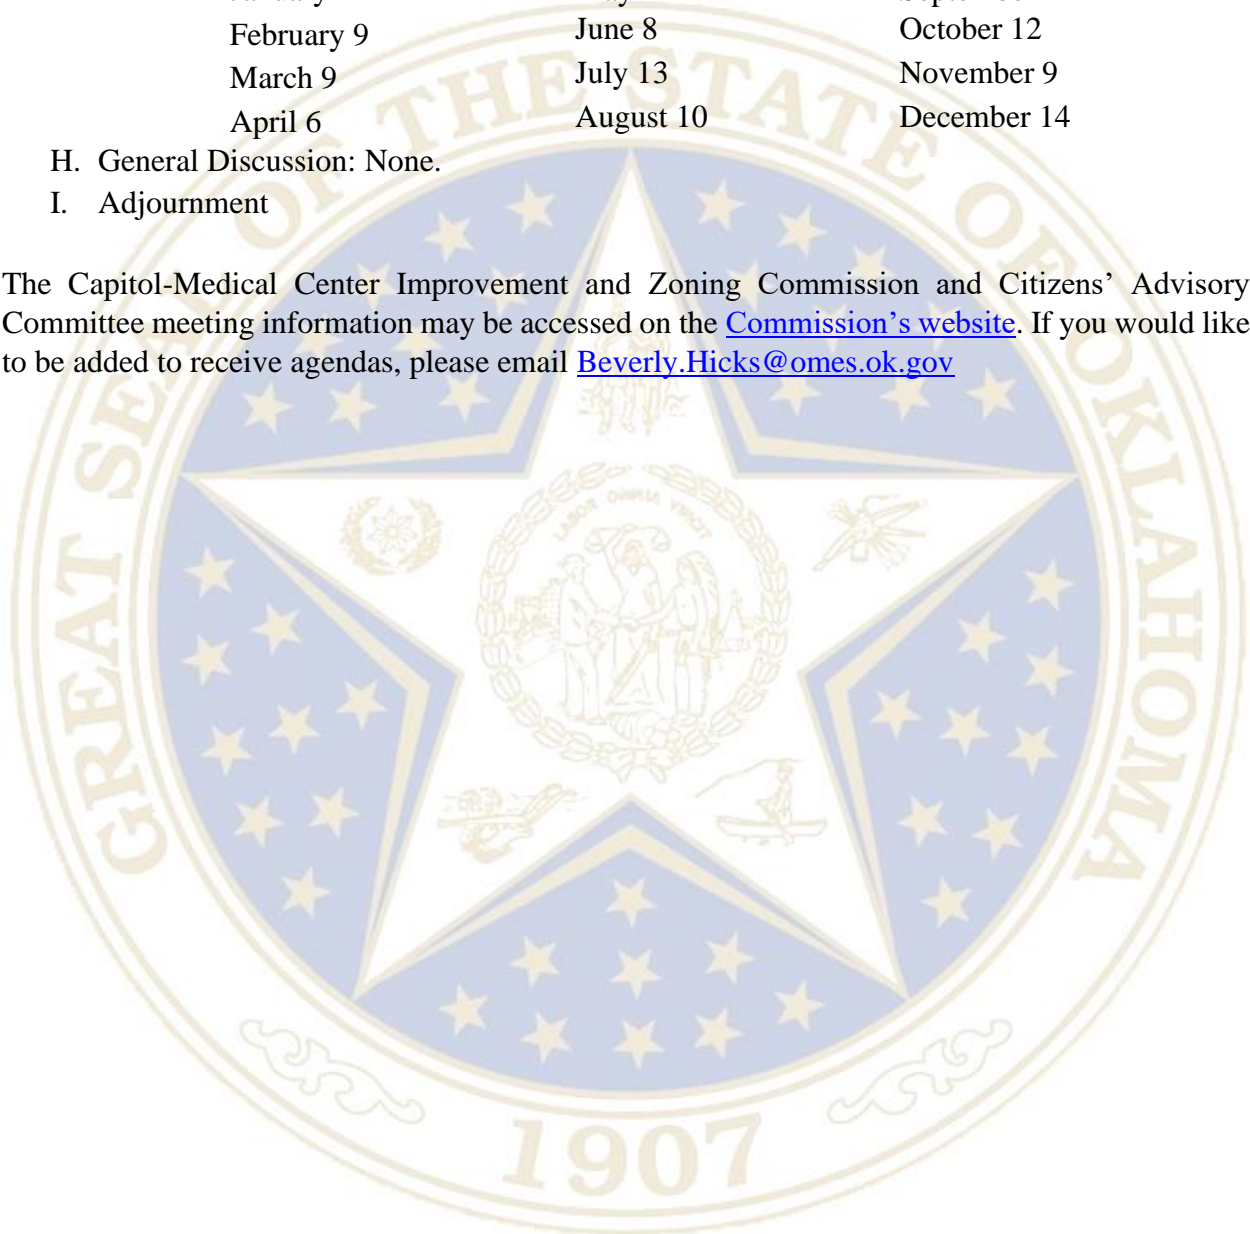 February 9 June 8 October 12
March 9 July 13 November 9
April 6 August 10 December 14
H. General Discussion: None.
I. Adjournment
The Capitol-Medical Center Improvement and Zoning Commission and Citizens’ Advisory
Committee meeting information may be accessed on the Commission’s website. If you would like
to be added to receive agendas, please email Beverly.Hicks@omes.ok.gov
GREAT SEAL OF THE STATE OF OKLAHOMA
LABOR OMNIA VINCIT
1907